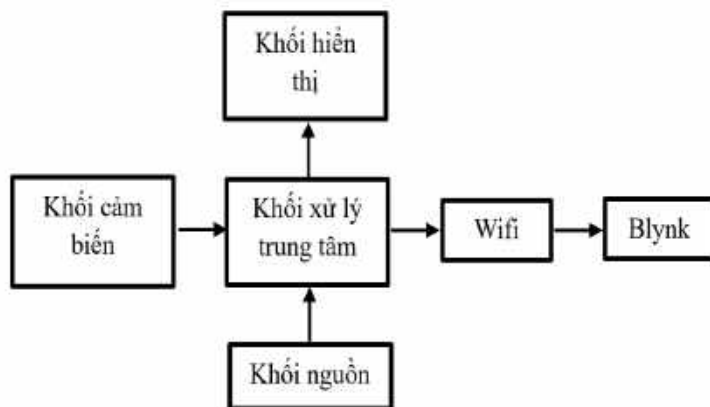 Khối hiển
thị
Khối cảm
biến
Khối xử lý
trung tâm
Wifi
Blynk
Khối nguồn